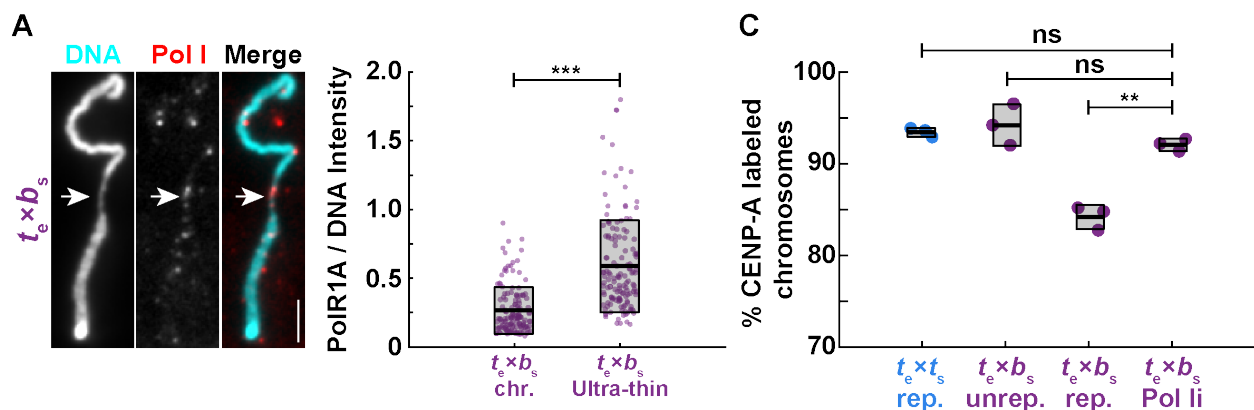 A
DNA Pol I Merge
te×bs
PolR1A / DNA Intensity
2.0
1.5
1.0
0.5
0
***
te×bs te×bs
chr. Ultra-thin
C
% CENP-A labeled
chromosomes
100
90
80
70
ns
ns
**
te×ts te×bs te×bs te×bs
rep. unrep. rep. Pol Ii